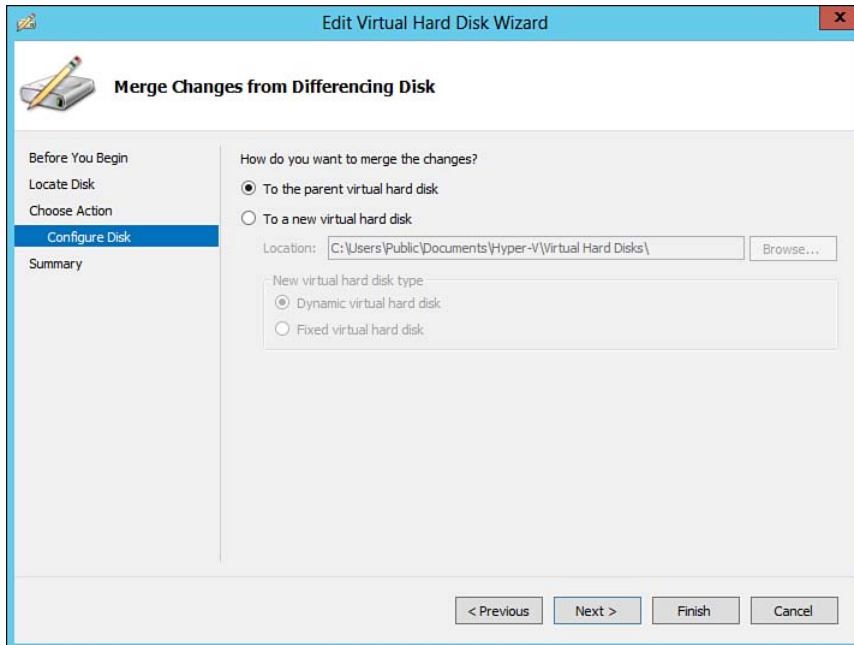 Edit Virtual Hard Disk Wizard
x
Merge Changes from Differencing Disk
Before You Begin
Locate Disk
Choose Action
Configure Disk
Summary
How do you want to merge the changes?
To the parent virtual hard disk
To a new virtual hard disk
Location: C:\Users\Public\Documents\Hyper-V\Virtual Hard Disks\ Browse...
New virtual hard disk type
Dynamic virtual hard disk
Fixed virtual hard disk
< Previous Next > Finish Cancel